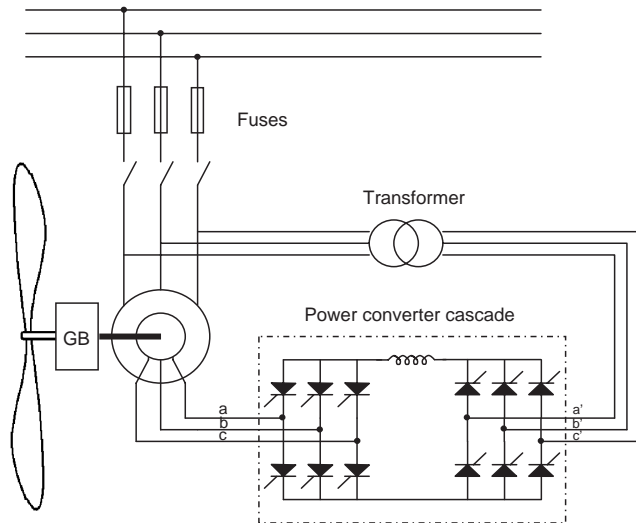 Fuses
Transformer
GB
Power converter cascade
a
b
c
a'
b'
c'